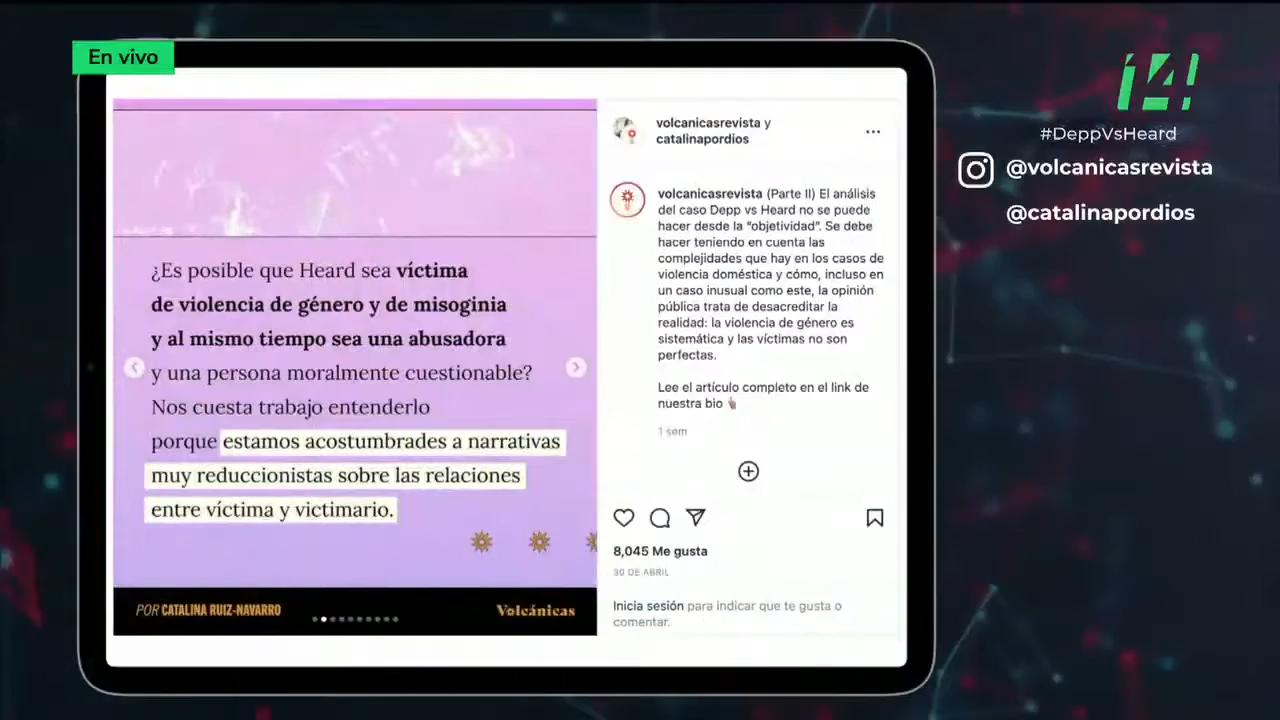 En vivo
¿Es posible que Heard sea víctima
de violencia de género y de misoginia
y al mismo tiempo sea una abusadora
y una persona moralmente cuestionable?
Nos cuesta trabajo entenderlo
porque estamos acostumbrades a narrativas
muy reduccionistas sobre las relaciones
entre víctima y victimario.
POR CATALINA RUIZ-NAVARRO
Volcánicas
volcanicasrevista y
catalinapordios
volcanicasrevista (Parte II) El análisis
del caso Depp vs Heard no se puede
hacer desde la "objetividad". Se debe
hacer teniendo en cuenta las
complejidades que hay en los casos de
violencia doméstica y cómo, incluso en
un caso inusual como este, la opinión
pública trata de desacreditar la
realidad: la violencia de género es
sistemática y las víctimas no son
perfectas.
Lee el artículo completo en el link de
nuestra bio
1 sem
8,045 Me gusta
30 DE ABRIL
Inicia sesión para indicar que te gusta o
comentar.
14!
#DeppVsHeard
@volcanicasrevista
@catalinapordios